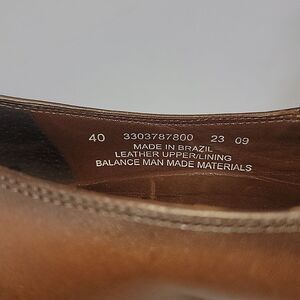 40 3303787800 23 09
MADE IN BRAZIL
LEATHER UPPER/LINING
BALANCE MAN MADE MATERIALS